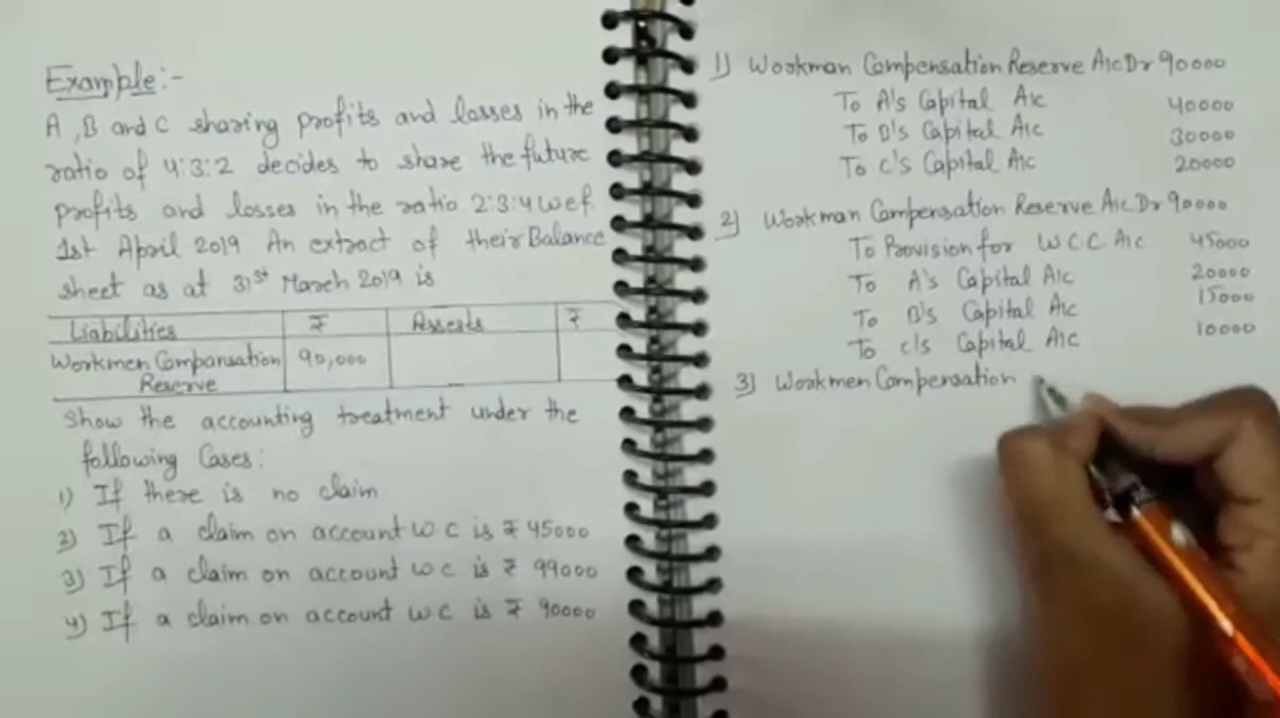 Example:-
A, B and C sharing profits and losses in the
ratio of 4:3:2 decides to share the future
profits and losses in the ratio 2:3:4 w.e.f.
1st April 2019 An extract of their Balance
sheet as at 31st March 2019 is
Liabilities ₹ Assests ₹
Workmen Compansation 90,000
Reserve
Show the accounting treatment under the
following Cases:
1) If there is no claim
2) If a claim on account w c is ₹ 45000
3) If a claim on account w c is ₹ 99000
4) If a claim on account w c is ₹ 90000
1) Workman Compensation Reserve A/c Dr 90000
To A's Capital A/c 40000
To B's Capital A/c 30000
To C's Capital A/c 20000
2) Workman Compensation Reserve A/c Dr 90000
To Provision for W.C.C. A/c 45000
To A's Capital A/c 20000
To B's Capital A/c 15000
To c's Capital A/c 10000
3) Workmen Compensation